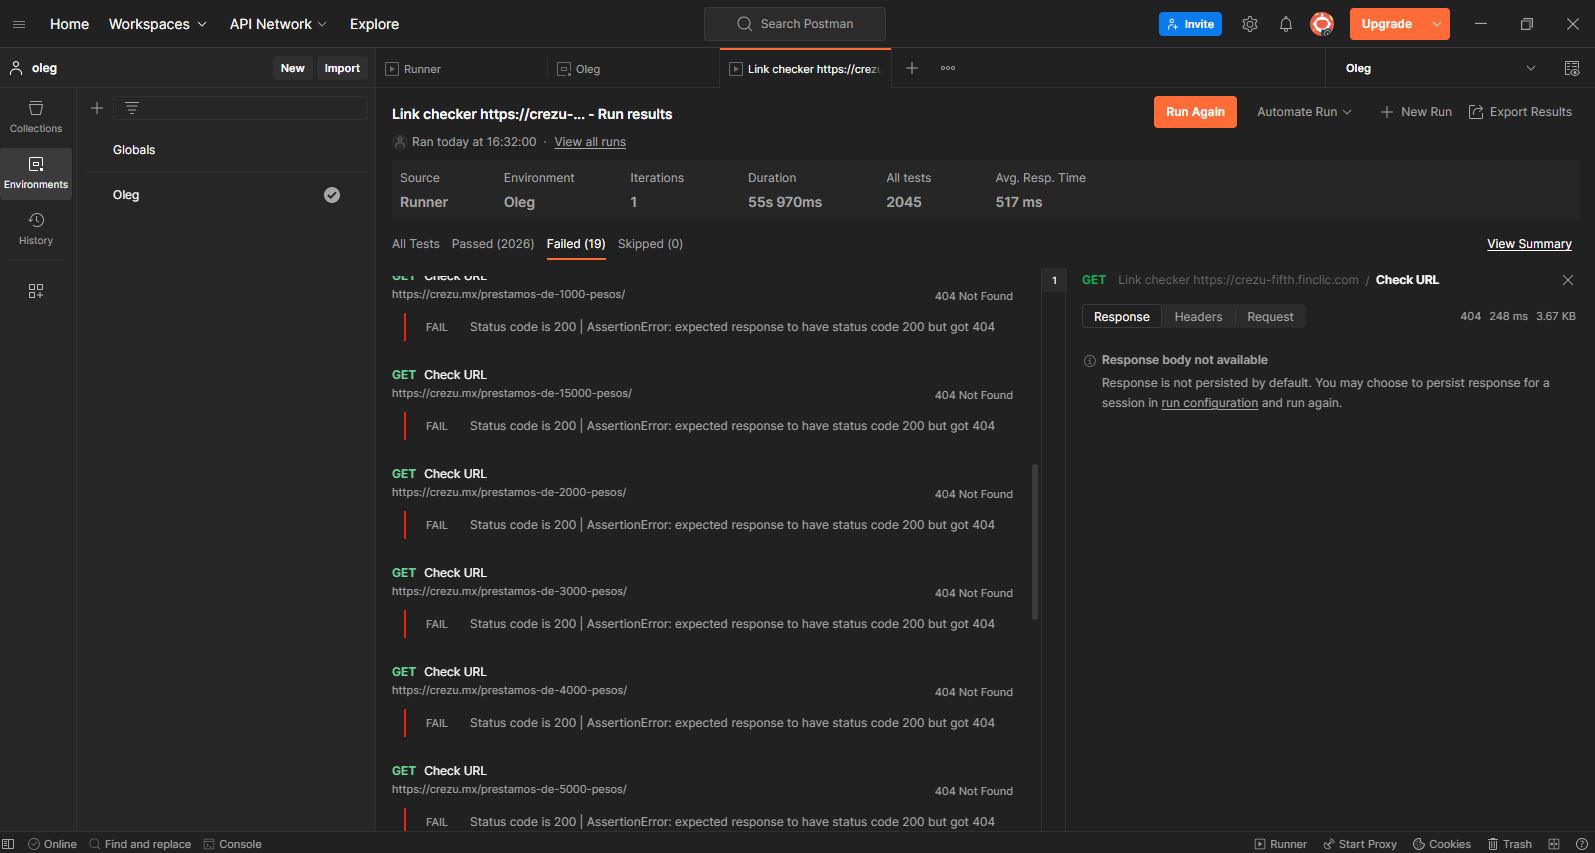 Home
Workspaces
API Network
Explore
Search Postman
Invite
Upgrade
oleg
New
Import
Runner
Oleg
Link checker https://crezu
Oleg
Collections
Environments
History
Globals
Oleg
Link checker https://crezu-... - Run results
Run Again
Automate Run
New Run
Export Results
Ran today at 16:32:00 · View all runs
Source
Environment
Iterations
Duration
All tests
Avg. Resp. Time
Runner
Oleg
1
55s 970ms
2045
517 ms
All Tests
Passed (2026)
Failed (19)
Skipped (0)
View Summary
GET Check URL
https://crezu.mx/prestamos-de-1000-pesos/
404 Not Found
FAIL Status code is 200 | AssertionError: expected response to have status code 200 but got 404
GET Check URL
https://crezu.mx/prestamos-de-15000-pesos/
404 Not Found
FAIL Status code is 200 | AssertionError: expected response to have status code 200 but got 404
GET Check URL
https://crezu.mx/prestamos-de-2000-pesos/
404 Not Found
FAIL Status code is 200 | AssertionError: expected response to have status code 200 but got 404
GET Check URL
https://crezu.mx/prestamos-de-3000-pesos/
404 Not Found
FAIL Status code is 200 | AssertionError: expected response to have status code 200 but got 404
GET Check URL
https://crezu.mx/prestamos-de-4000-pesos/
404 Not Found
FAIL Status code is 200 | AssertionError: expected response to have status code 200 but got 404
GET Check URL
https://crezu.mx/prestamos-de-5000-pesos/
404 Not Found
FAIL Status code is 200 | AssertionError: expected response to have status code 200 but got 404
1
GET Link checker https://crezu-fifth.finclic.com / Check URL
Response
Headers
Request
404 248 ms 3.67 KB
Response body not available
Response is not persisted by default. You may choose to persist response for a
session in run configuration and run again.
Online
Find and replace
Console
Runner
Start Proxy
Cookies
Trash